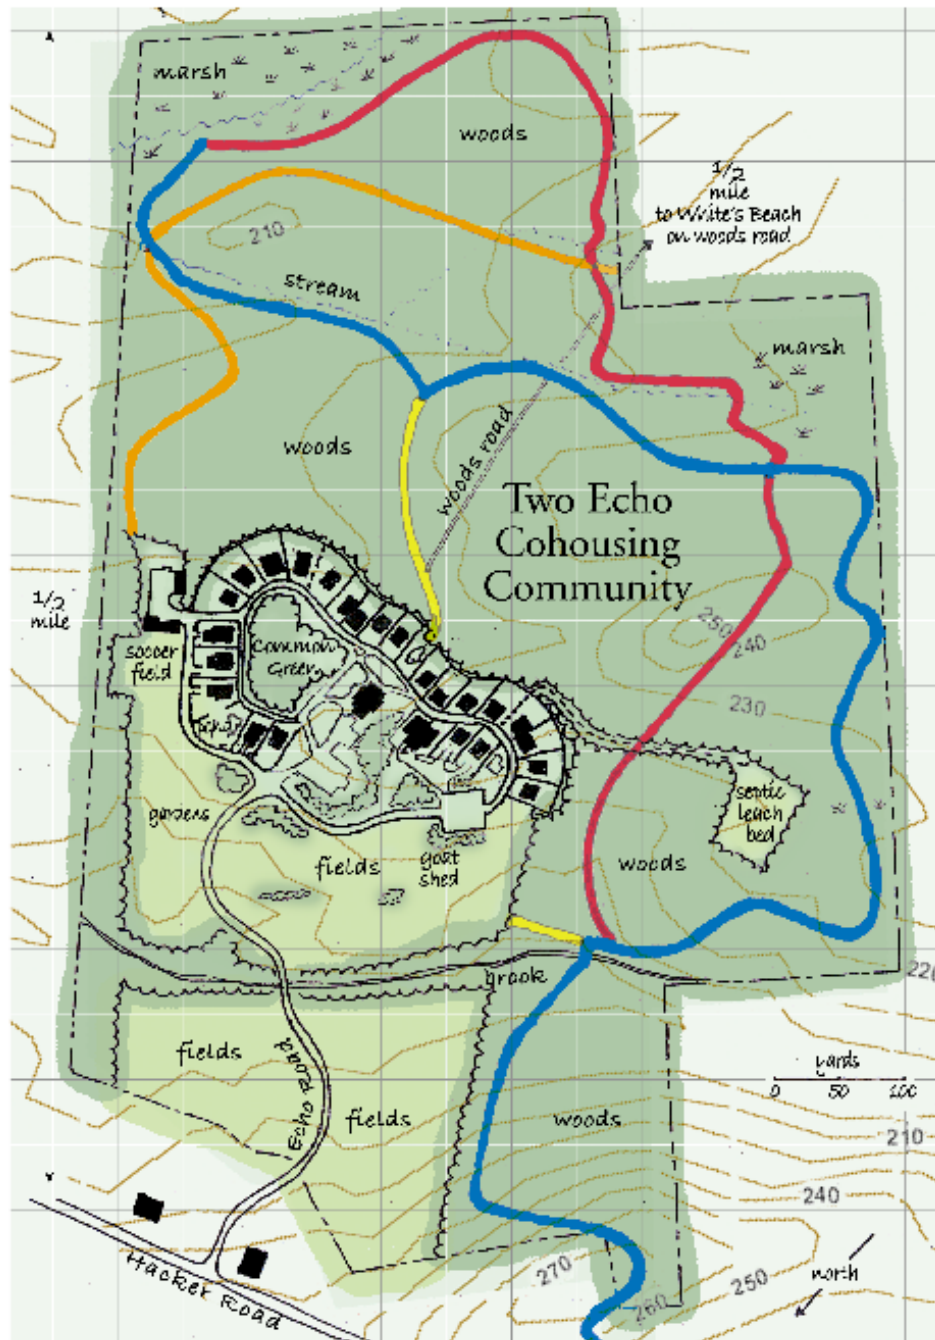 marsh
woods
1/2
mile
to Write's Beach
on woods road
210
stream
marsh
woods
woods road
Two Echo
Cohousing
Community
1/2
mile
250
240
soccer
field
Common
Green
230
septic
leach
bed
gardens
fields
goat
shed
woods
brook
220
fields
Echo Road
fields
woods
yards
0 50 100
210
240
north
270
250
260
Hacker Road